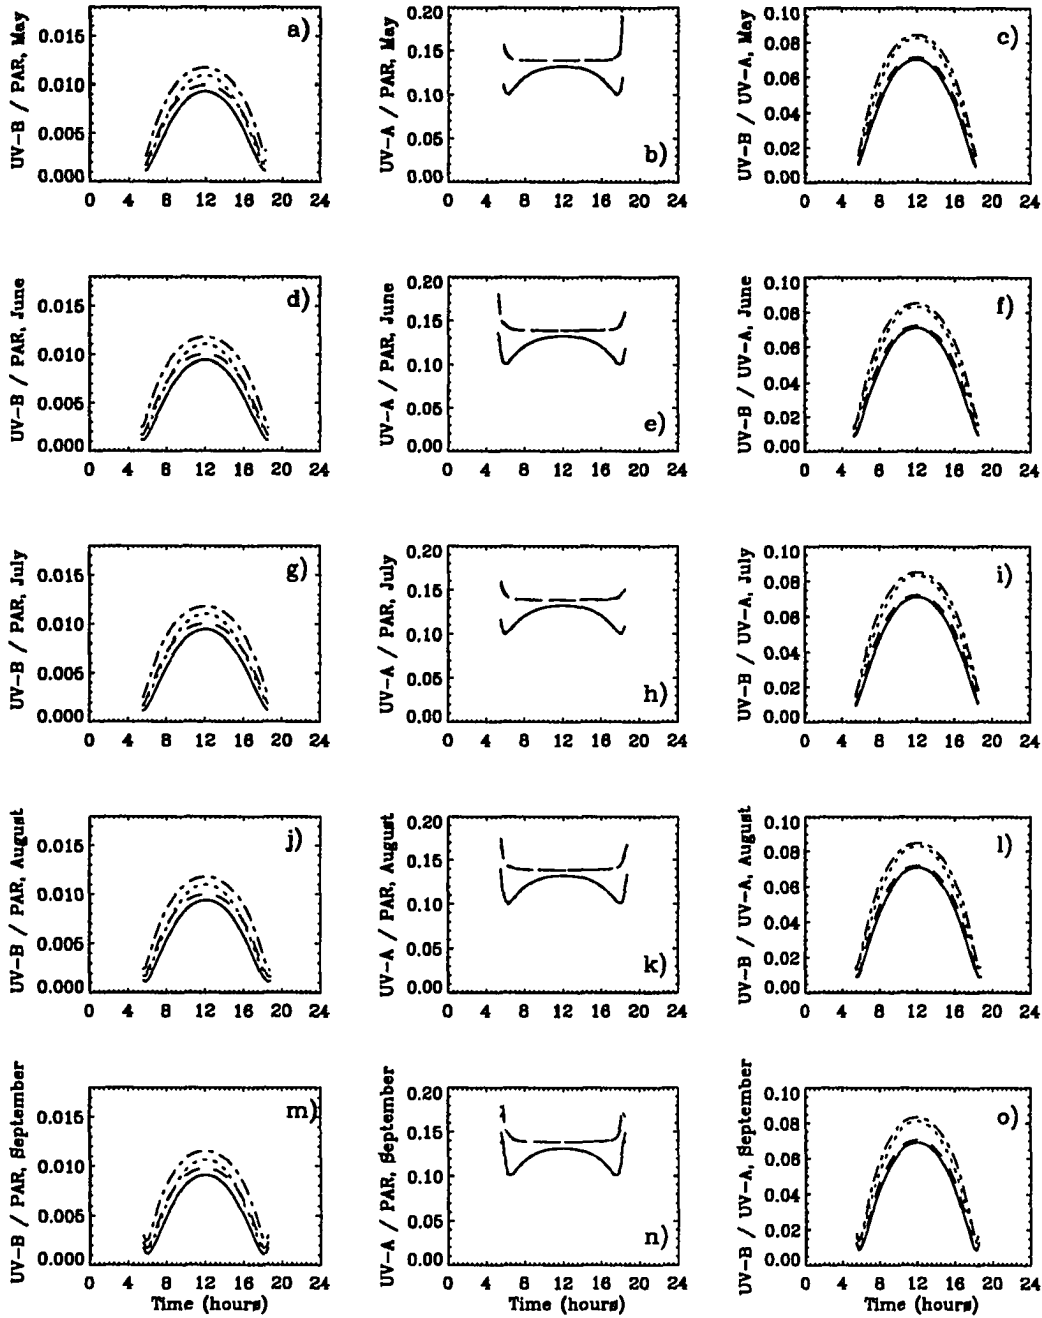 UV-B / PAR, May
0.015
0.010
0.005
0.000
a)
0 4 8 12 16 20 24
UV-A / PAR, May
0.20
0.15
0.10
0.05
0.00
b)
0 4 8 12 16 20 24
UV-B / UV-A, May
0.10
0.08
0.06
0.04
0.02
0.00
c)
0 4 8 12 16 20 24
UV-B / PAR, June
0.015
0.010
0.005
0.000
d)
0 4 8 12 16 20 24
UV-A / PAR, June
0.20
0.15
0.10
0.05
0.00
e)
0 4 8 12 16 20 24
UV-B / UV-A, June
0.10
0.08
0.06
0.04
0.02
0.00
f)
0 4 8 12 16 20 24
UV-B / PAR, July
0.015
0.010
0.005
0.000
g)
0 4 8 12 16 20 24
UV-A / PAR, July
0.20
0.15
0.10
0.05
0.00
h)
0 4 8 12 16 20 24
UV-B / UV-A, July
0.10
0.08
0.06
0.04
0.02
0.00
i)
0 4 8 12 16 20 24
UV-B / PAR, August
0.015
0.010
0.005
0.000
j)
0 4 8 12 16 20 24
UV-A / PAR, August
0.20
0.15
0.10
0.05
0.00
k)
0 4 8 12 16 20 24
UV-B / UV-A, August
0.10
0.08
0.06
0.04
0.02
0.00
l)
0 4 8 12 16 20 24
UV-B / PAR, September
0.015
0.010
0.005
0.000
m)
0 4 8 12 16 20 24
Time (hours)
UV-A / PAR, September
0.20
0.15
0.10
0.05
0.00
n)
0 4 8 12 16 20 24
Time (hours)
UV-B / UV-A, September
0.10
0.08
0.06
0.04
0.02
0.00
o)
0 4 8 12 16 20 24
Time (hours)